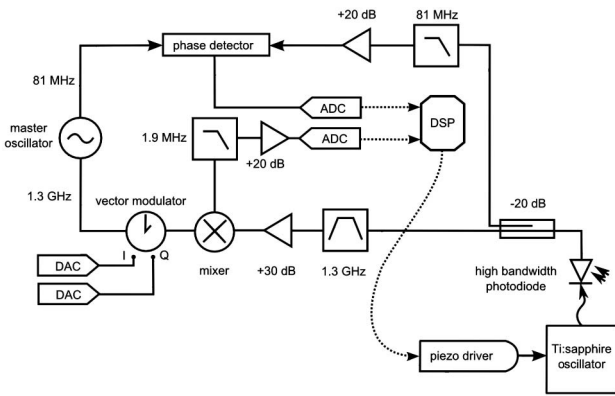 +20 dB
81 MHz
phase detector
81 MHz
ADC
master
oscillator
1.9 MHz
ADC
DSP
+20 dB
1.3 GHz
vector modulator
-20 dB
I
Q
DAC
DAC
mixer
+30 dB
1.3 GHz
high bandwidth
photodiode
piezo driver
Ti:sapphire
oscillator